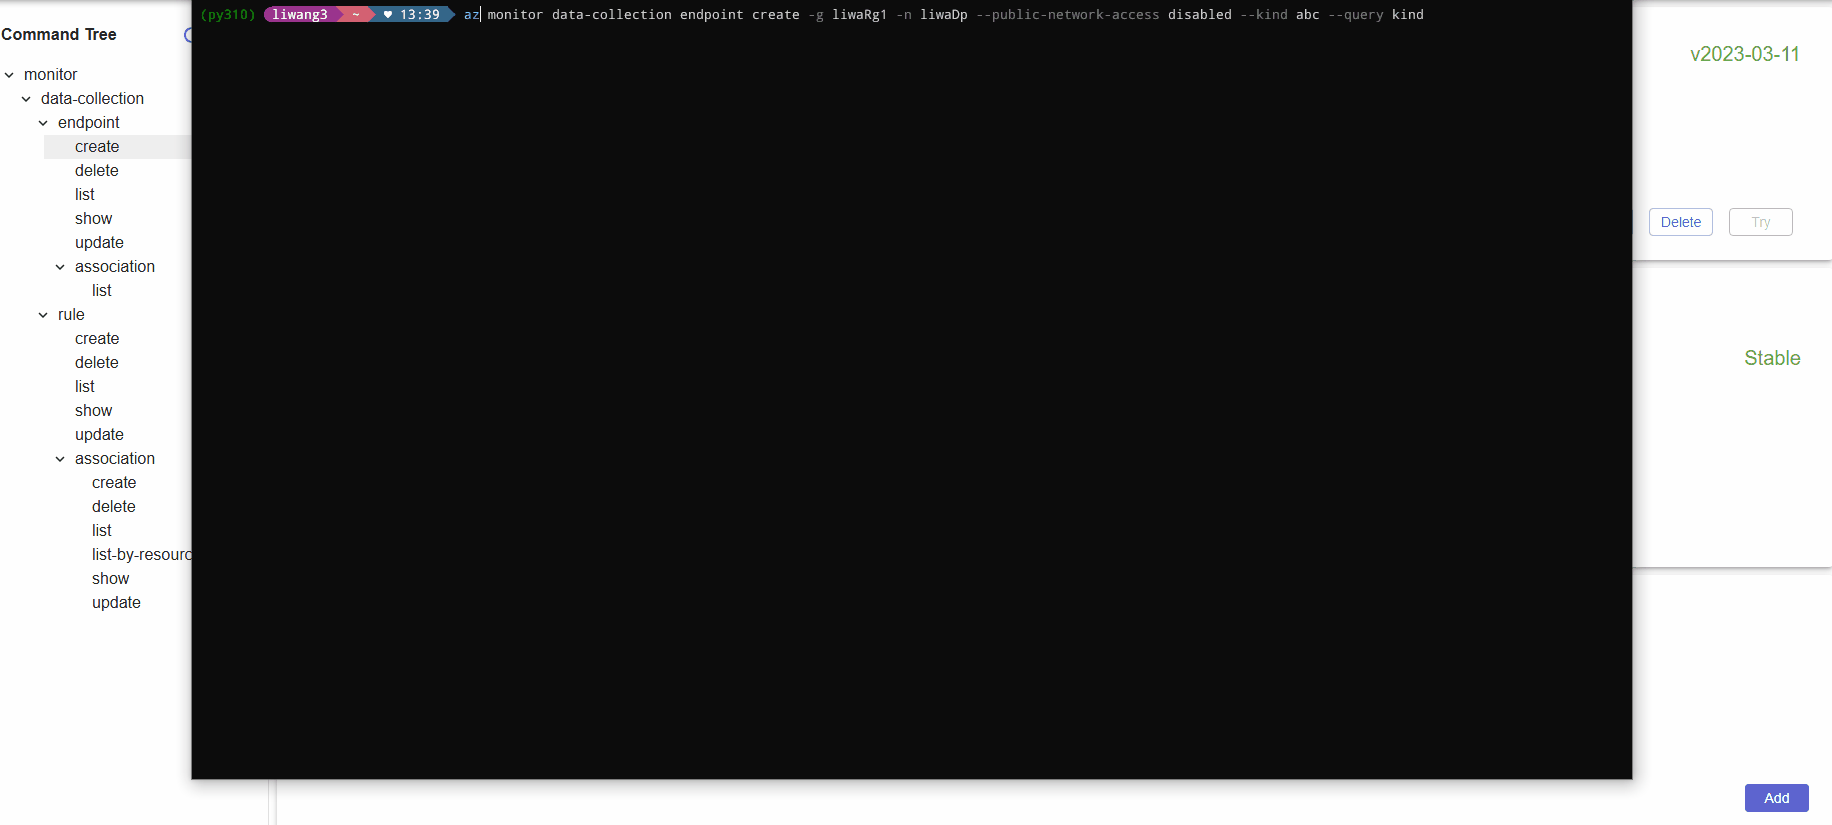 (py310) liwang3 ~ ♥ 13:39 az monitor data-collection endpoint create -g liwaRg1 -n liwaDp --public-network-access disabled --kind abc --query kind
Command Tree
monitor
data-collection
endpoint
create
delete
list
show
update
association
list
rule
create
delete
list
show
update
association
create
delete
list
list-by-resourc
show
update
v2023-03-11
Delete
Try
Stable
Add